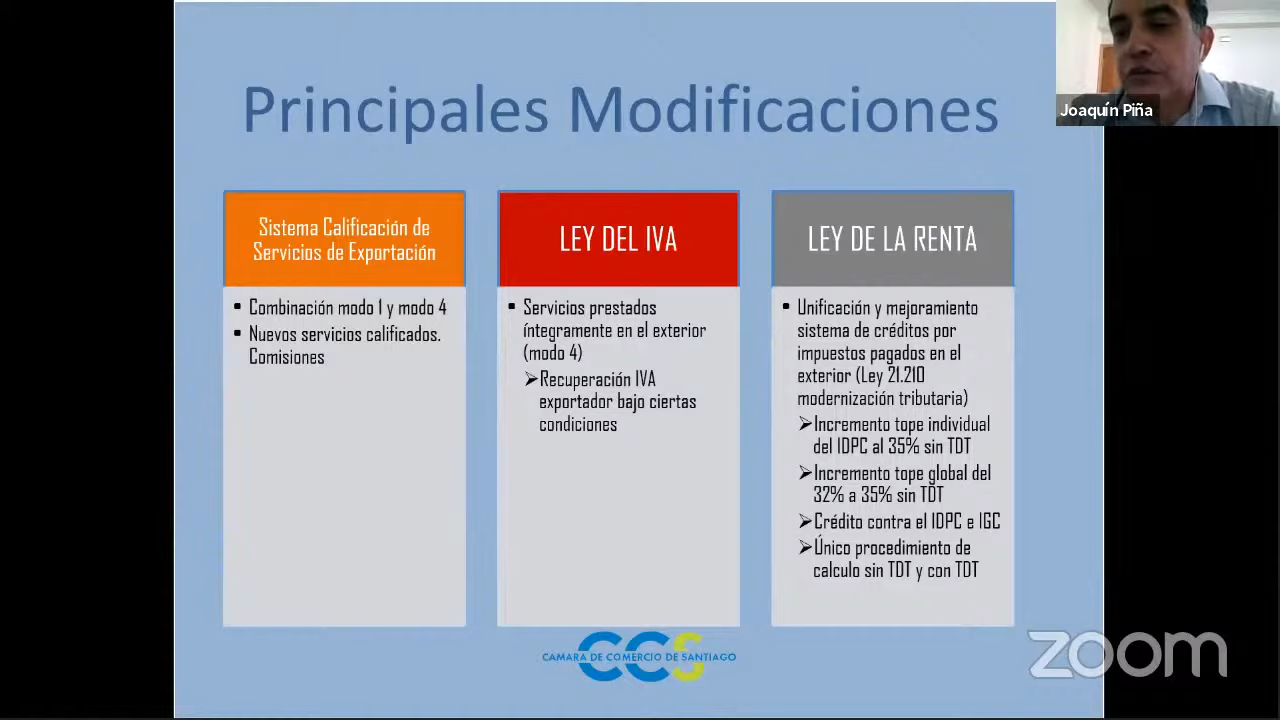 Principales Modificaciones
Joaquín Piña
Sistema Calificación de
Servicios de Exportación
▪ Combinación modo 1 y modo 4
▪ Nuevos servicios calificados.
Comisiones
LEY DEL IVA
▪ Servicios prestados
íntegramente en el exterior
(modo 4)
➢Recuperación IVA
exportador bajo ciertas
condiciones
LEY DE LA RENTA
▪ Unificación y mejoramiento
sistema de créditos por
impuestos pagados en el
exterior (Ley 21.210
modernización tributaria)
➢Incremento tope individual
del IDPC al 35% sin TDT
➢Incremento tope global del
32% a 35% sin TDT
➢Crédito contra el IDPC e IGC
➢Único procedimiento de
calculo sin TDT y con TDT
CCS
CAMARA DE COMERCIO DE SANTIAGO
zoom